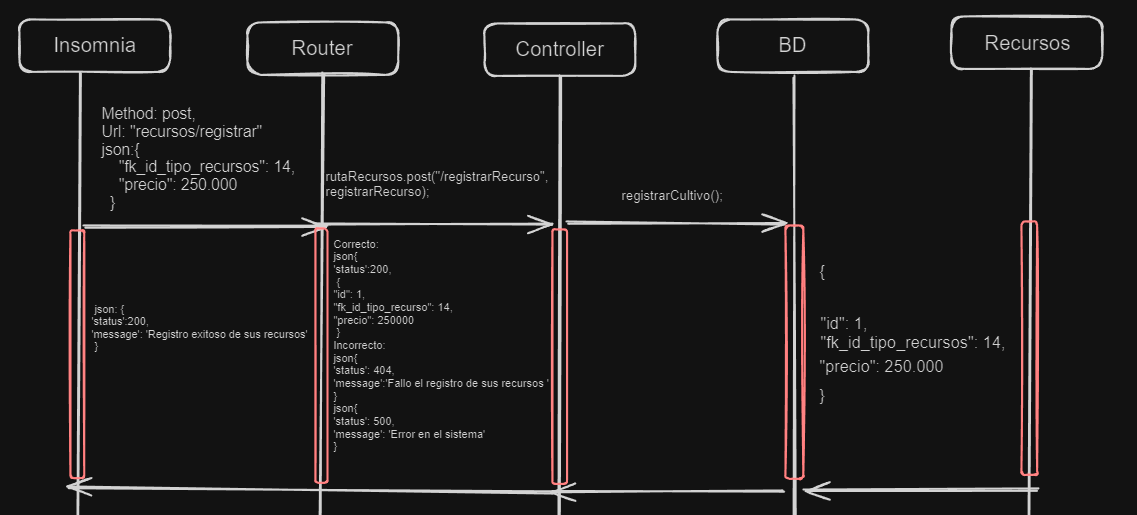 Insomnia
Router
Controller
BD
Recursos
Method: post,
Url: "recursos/registrar"
json:{
"fk_id_tipo_recursos": 14,
"precio": 250.000
}
rutaRecursos.post("/registrarRecurso",
registrarRecurso);
registrarCultivo();
json: {
'status':200,
'message': 'Registro exitoso de sus recursos'
}
Correcto:
json{
'status':200,
{
"id": 1,
"fk_id_tipo_recurso": 14,
"precio": 250000
}
Incorrecto:
json{
'status': 404,
'message':'Fallo el registro de sus recursos '
}
json{
'status': 500,
'message': 'Error en el sistema'
}
{
"id": 1,
"fk_id_tipo_recursos": 14,
"precio": 250.000
}